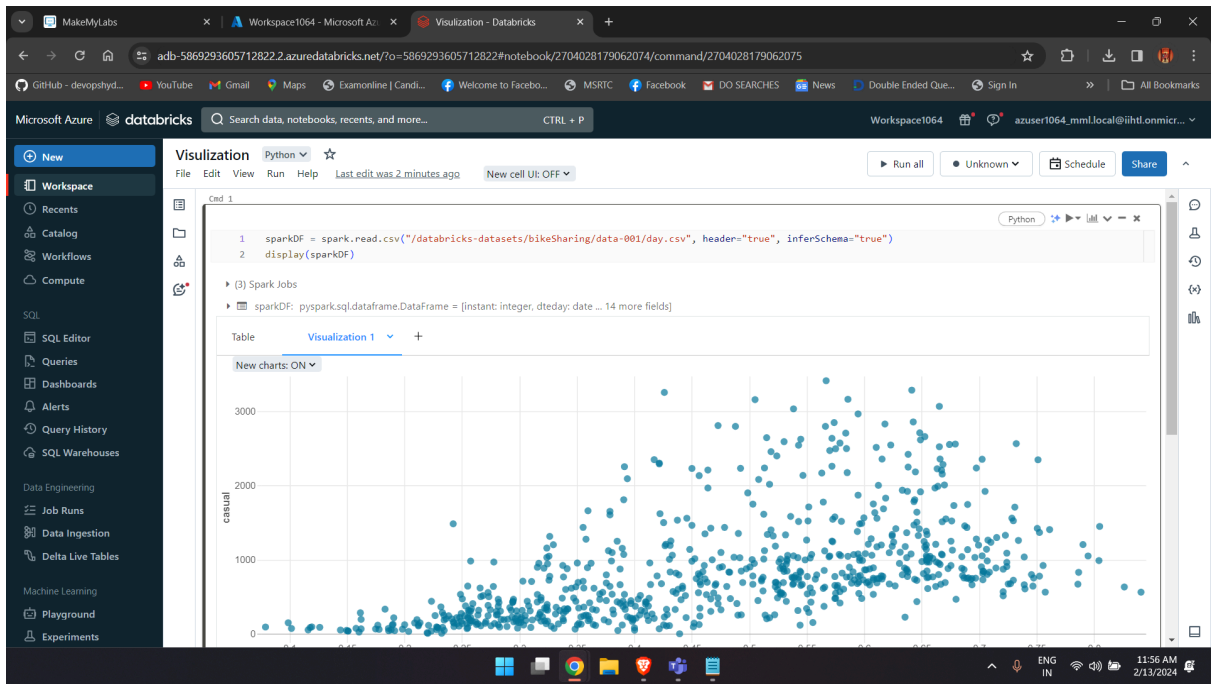 MakeMyLabs
Workspace1064 - Microsoft Az
Visulization - Databricks
adb-5869293605712822.2.azuredatabricks.net/?o=5869293605712822#notebook/2704028179062074/command/2704028179062075
GitHub - devopshyd... YouTube Gmail Maps Examonline | Candi... Welcome to Facebo... MSRTC Facebook DO SEARCHES News Double Ended Que... Sign In » All Bookmarks
Microsoft Azure databricks Search data, notebooks, recents, and more... CTRL + P Workspace1064 azuser1064_mml.local@iihtl.onmicr...
New
Workspace
Recents
Catalog
Workflows
Compute
SQL
SQL Editor
Queries
Dashboards
Alerts
Query History
SQL Warehouses
Data Engineering
Job Runs
Data Ingestion
Delta Live Tables
Machine Learning
Playground
Experiments
Visulization Python
File Edit View Run Help Last edit was 2 minutes ago New cell UI: OFF
Run all Unknown Schedule Share
Cmd 1
Python
1 sparkDF = spark.read.csv("/databricks-datasets/bikeSharing/data-001/day.csv", header="true", inferSchema="true")
2 display(sparkDF)
(3) Spark Jobs
sparkDF: pyspark.sql.dataframe.DataFrame = [instant: integer, dteday: date ... 14 more fields]
Table Visualization 1 +
New charts: ON
3000
2000
casual
1000
0
ENG
IN
11:56 AM
2/13/2024